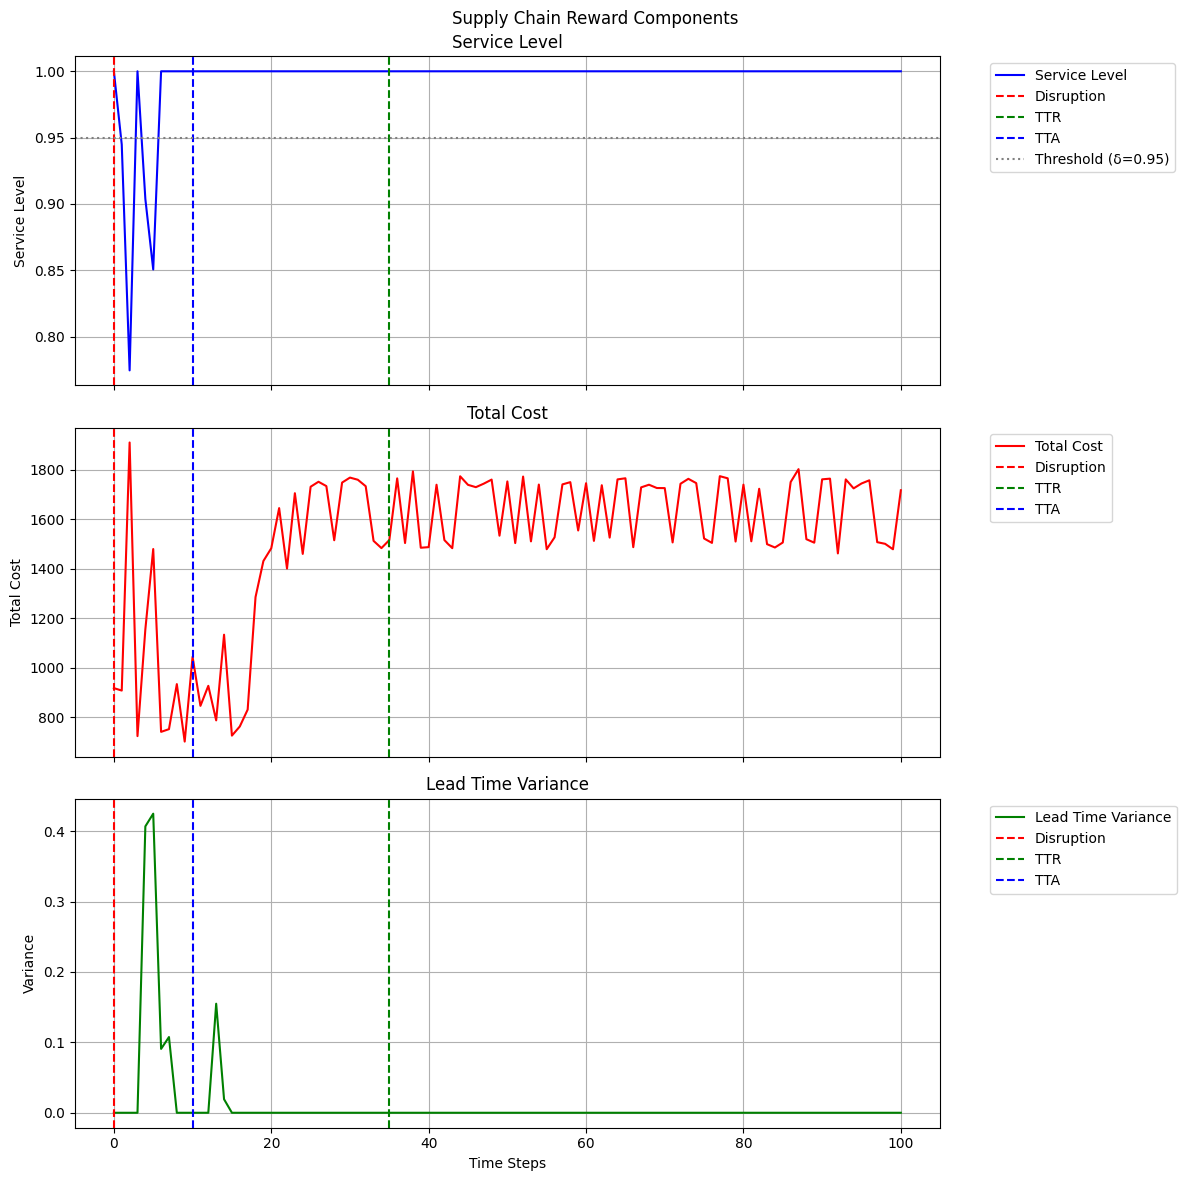 Supply Chain Reward Components
Service Level
1.00
0.95
0.90
0.85
0.80
Service Level
Service Level
Disruption
TTR
TTA
Threshold (δ=0.95)
Total Cost
1800
1600
1400
1200
1000
800
Total Cost
Total Cost
Disruption
TTR
TTA
Lead Time Variance
0.4
0.3
0.2
0.1
0.0
Variance
0 20 40 60 80 100
Time Steps
Lead Time Variance
Disruption
TTR
TTA